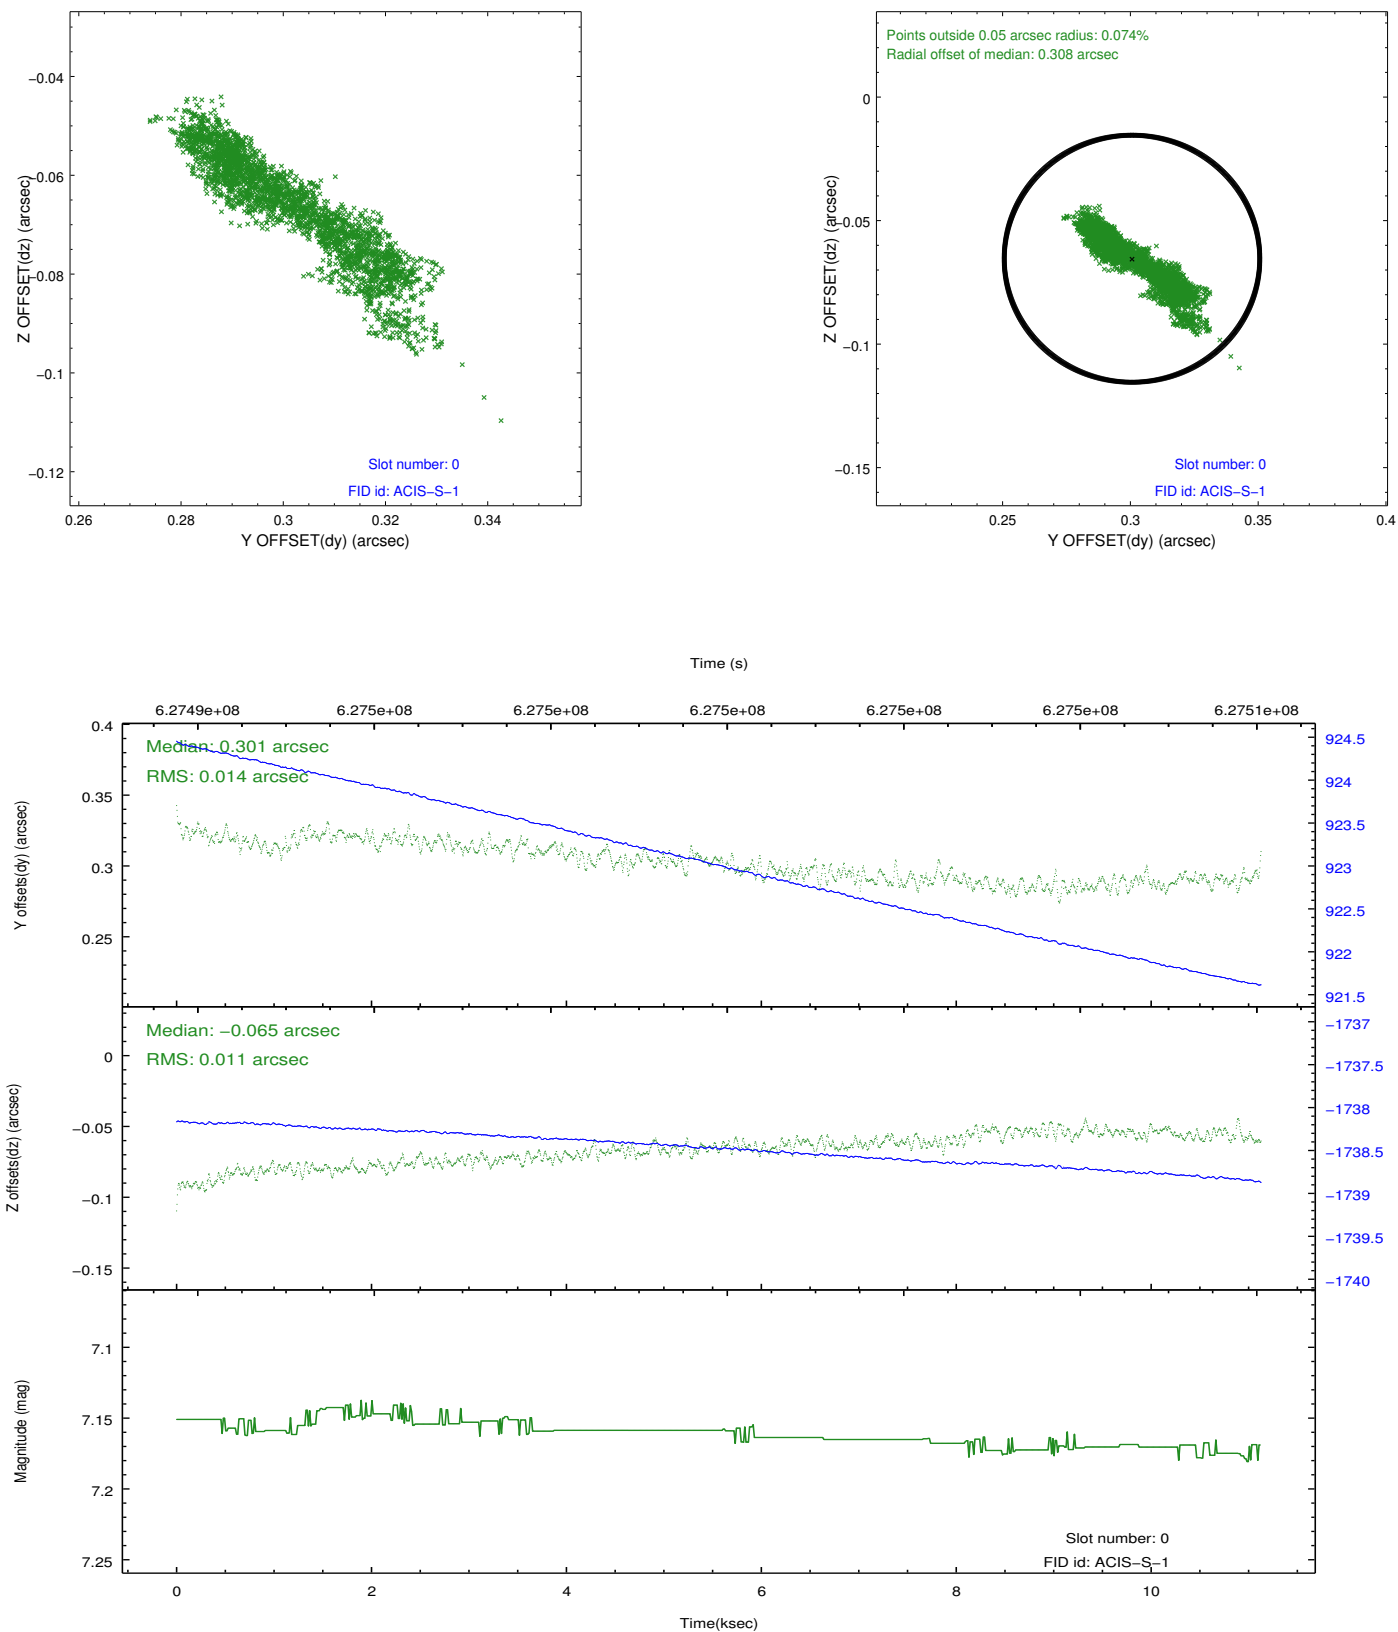 −0.04
−0.06
−0.08
−0.1
−0.12
Z OFFSET(dz) (arcsec)
Slot number: 0
FID id: ACIS−S−1
0.26
0.28
0.3
0.32
0.34
Y OFFSET(dy) (arcsec)
Points outside 0.05 arcsec radius: 0.074%
Radial offset of median: 0.308 arcsec
0
−0.05
−0.1
−0.15
Z OFFSET(dz) (arcsec)
Slot number: 0
FID id: ACIS−S−1
0.25
0.3
0.35
0.4
Y OFFSET(dy) (arcsec)
Time (s)
6.2749e+08
6.275e+08
6.275e+08
6.275e+08
6.275e+08
6.275e+08
6.2751e+08
0.4
0.35
0.3
0.25
Y offsets(dy) (arcsec)
Median: 0.301 arcsec
RMS: 0.014 arcsec
924.5
924
923.5
923
922.5
922
921.5
0
−0.05
−0.1
−0.15
Z offsets(dz) (arcsec)
Median: −0.065 arcsec
RMS: 0.011 arcsec
−1737
−1737.5
−1738
−1738.5
−1739
−1739.5
−1740
7.1
7.15
7.2
7.25
Magnitude (mag)
Slot number: 0
FID id: ACIS−S−1
0
2
4
6
8
10
Time(ksec)